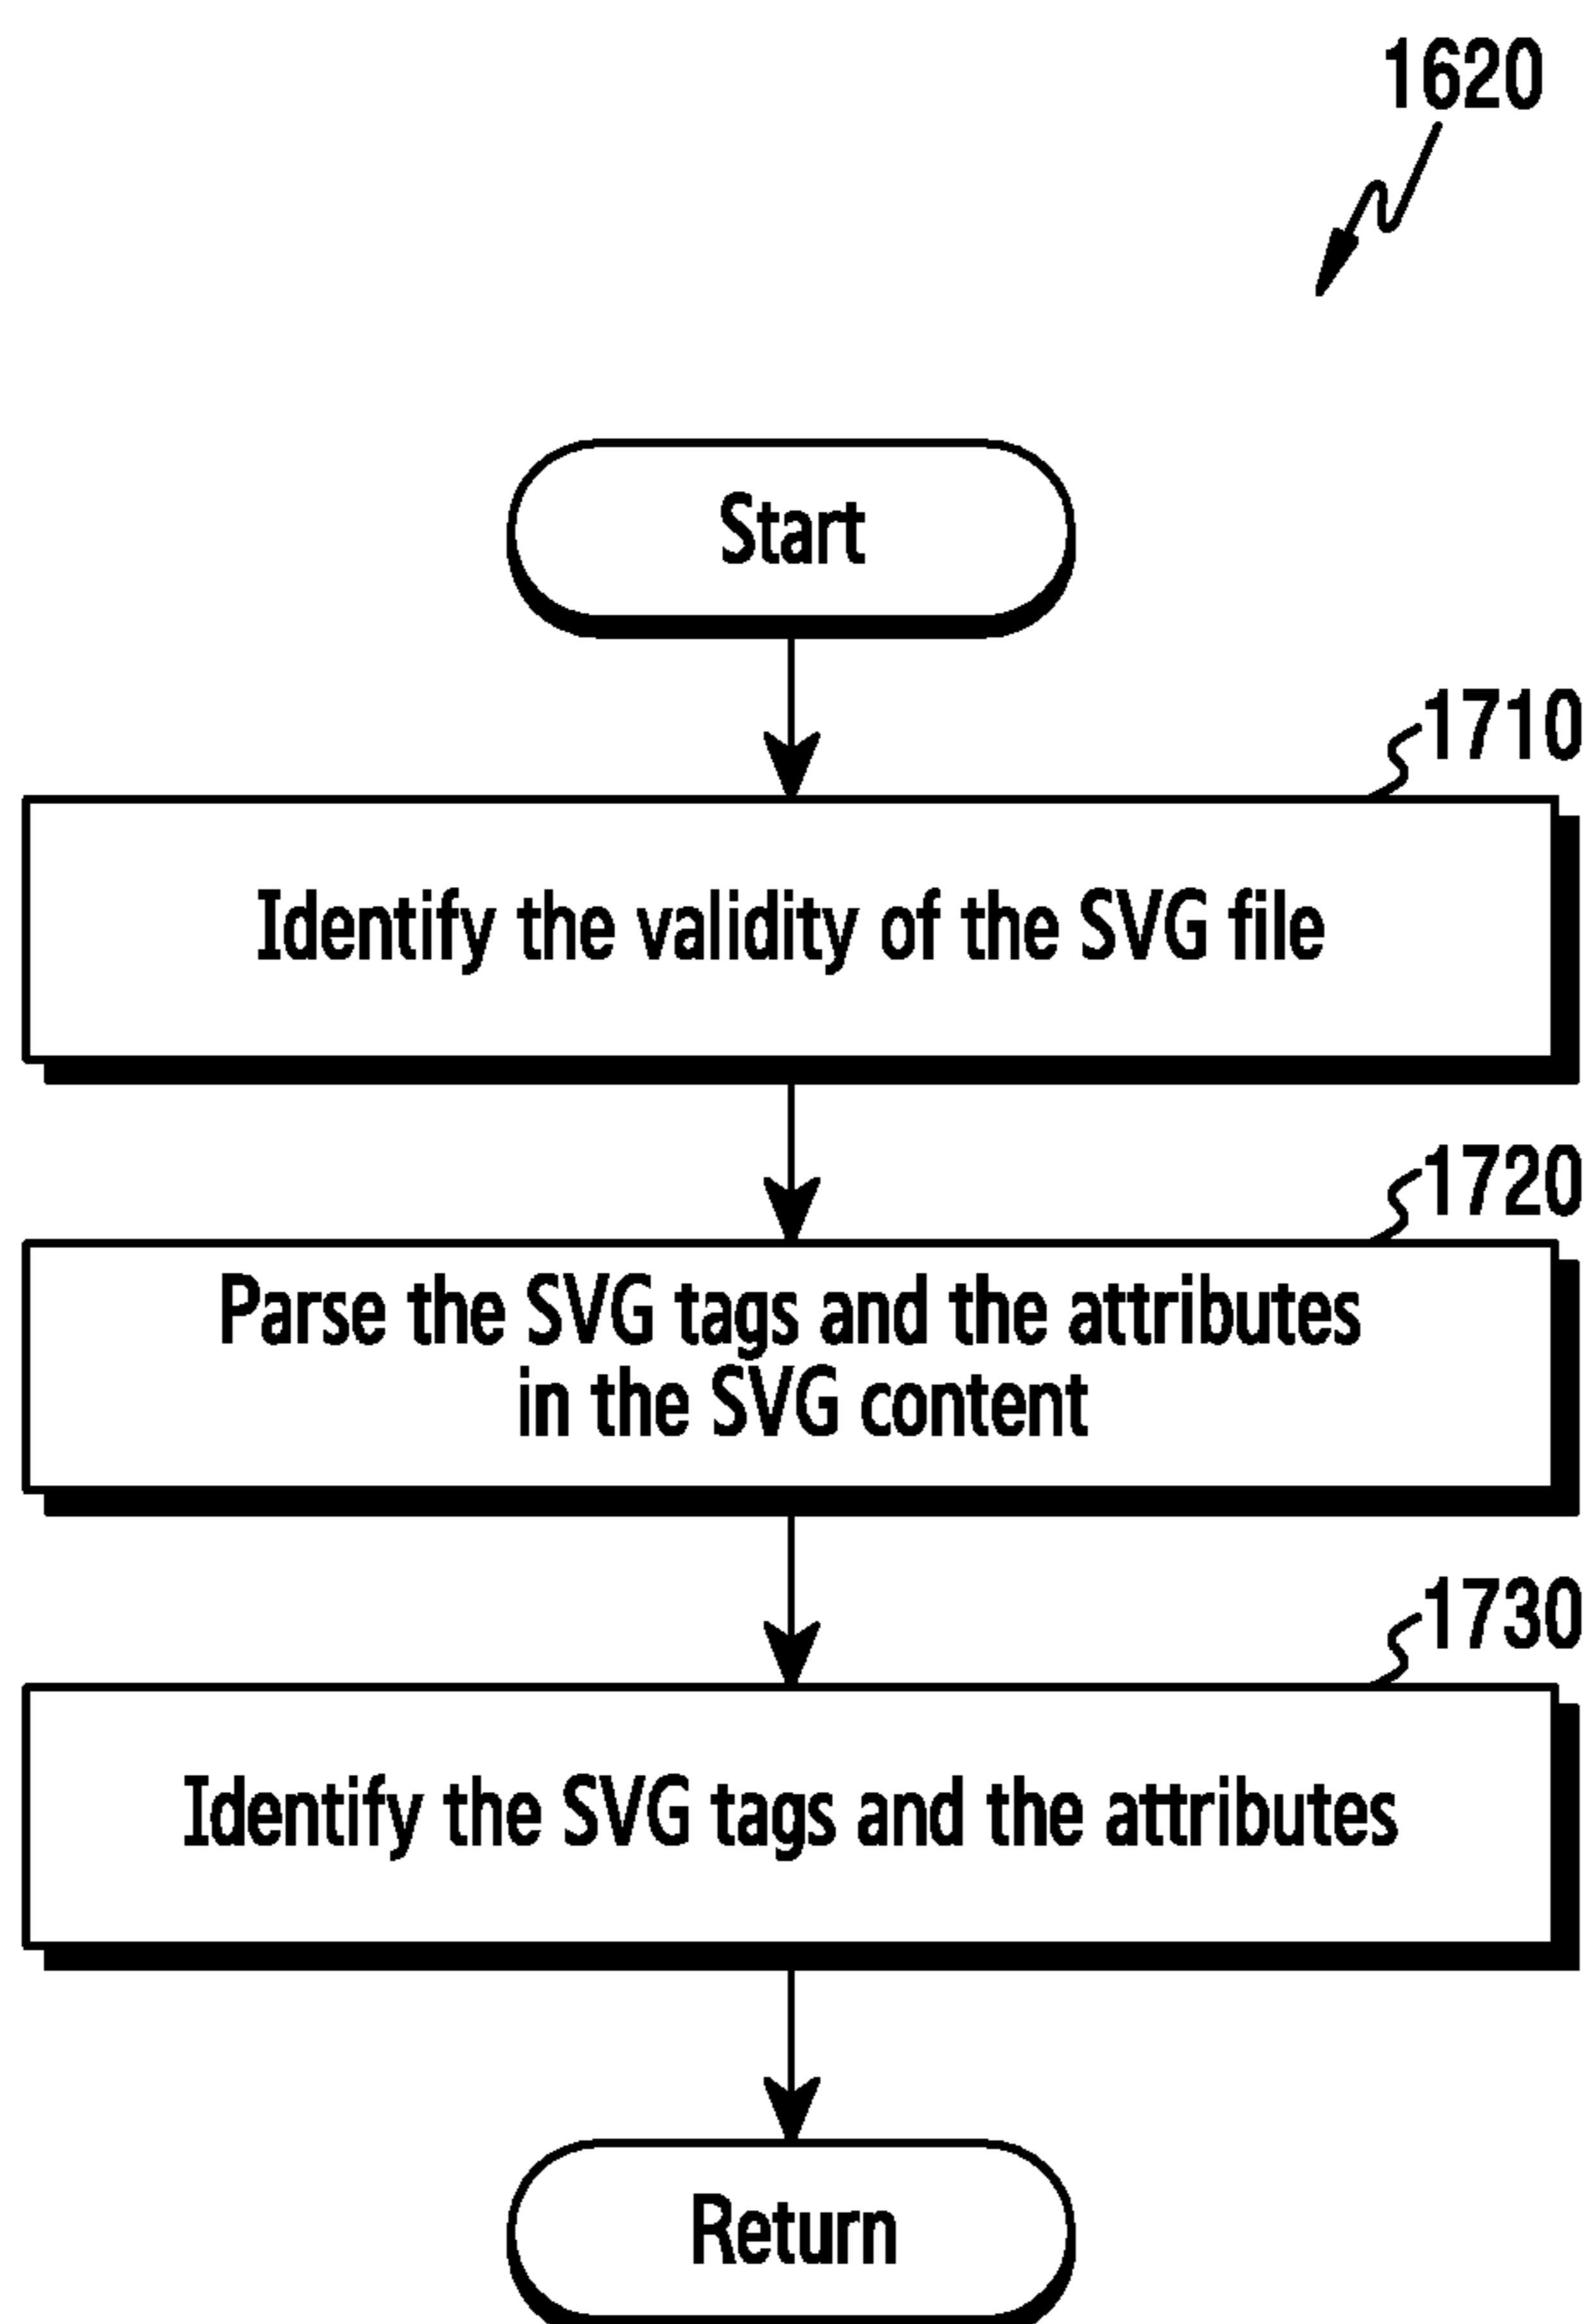 1620
Start
1710
Identify the validity of the SVG file
1720
Parse the SVG tags and the attributes
in the SVG content
1730
Identify the SVG tags and the attributes
Return